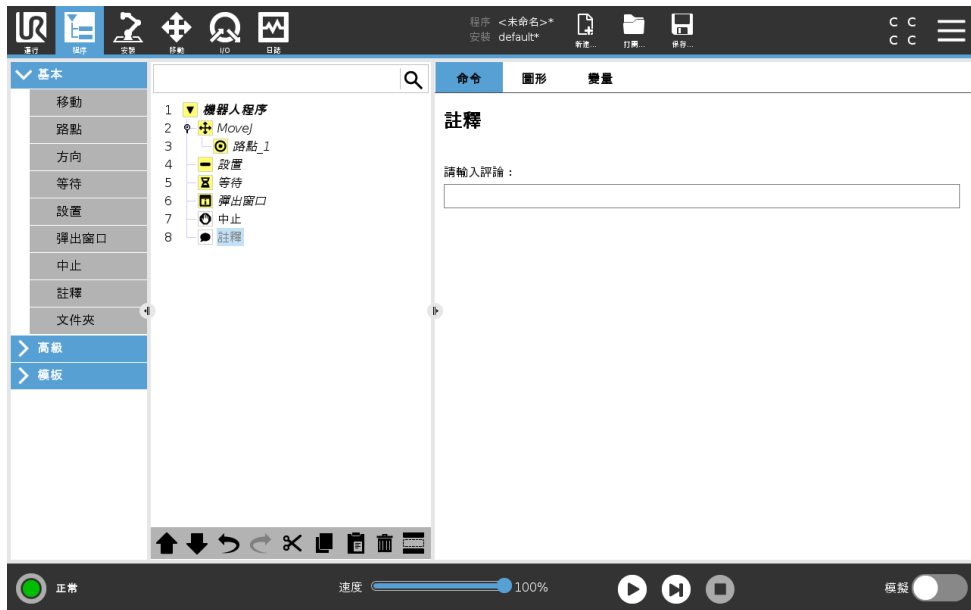 UR
運行
程序
安裝
移動
I/O
日誌
程序 <未命名>*
安裝 default*
新建...
打開...
保存...
C C
C C
基本
移動
路點
方向
等待
設置
彈出窗口
中止
註釋
文件夾
高級
模板
1 機器人程序
2 MoveJ
3 路點_1
4 設置
5 等待
6 彈出窗口
7 中止
8 註釋
命令 圖形 變量
註釋
請輸入評論：
正常
速度 100%
模擬